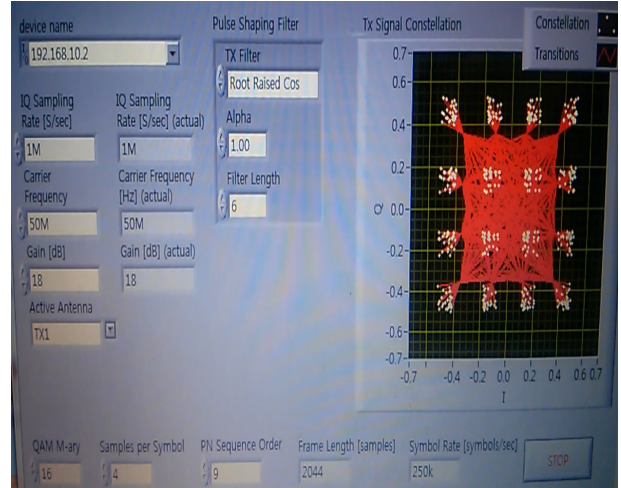 device name
192.168.10.2
IQ Sampling
Rate [S/sec]
1M
IQ Sampling
Rate [S/sec] (actual)
1M
Carrier
Frequency
50M
Carrier Frequency
[Hz] (actual)
50M
Gain [dB]
18
Gain [dB] (actual)
18
Active Antenna
TX1
Pulse Shaping Filter
TX Filter
Root Raised Cos
Alpha
1.00
Filter Length
6
Tx Signal Constellation
Constellation
Transitions
0.7
0.6
0.4
0.2
0.0
-0.2
-0.4
-0.6
-0.7
Q
-0.7 -0.4 -0.2 0.0 0.2 0.4 0.6 0.7
I
QAM M-ary
16
Samples per Symbol
4
PN Sequence Order
9
Frame Length [samples]
2044
Symbol Rate [symbols/sec]
250k
STOP